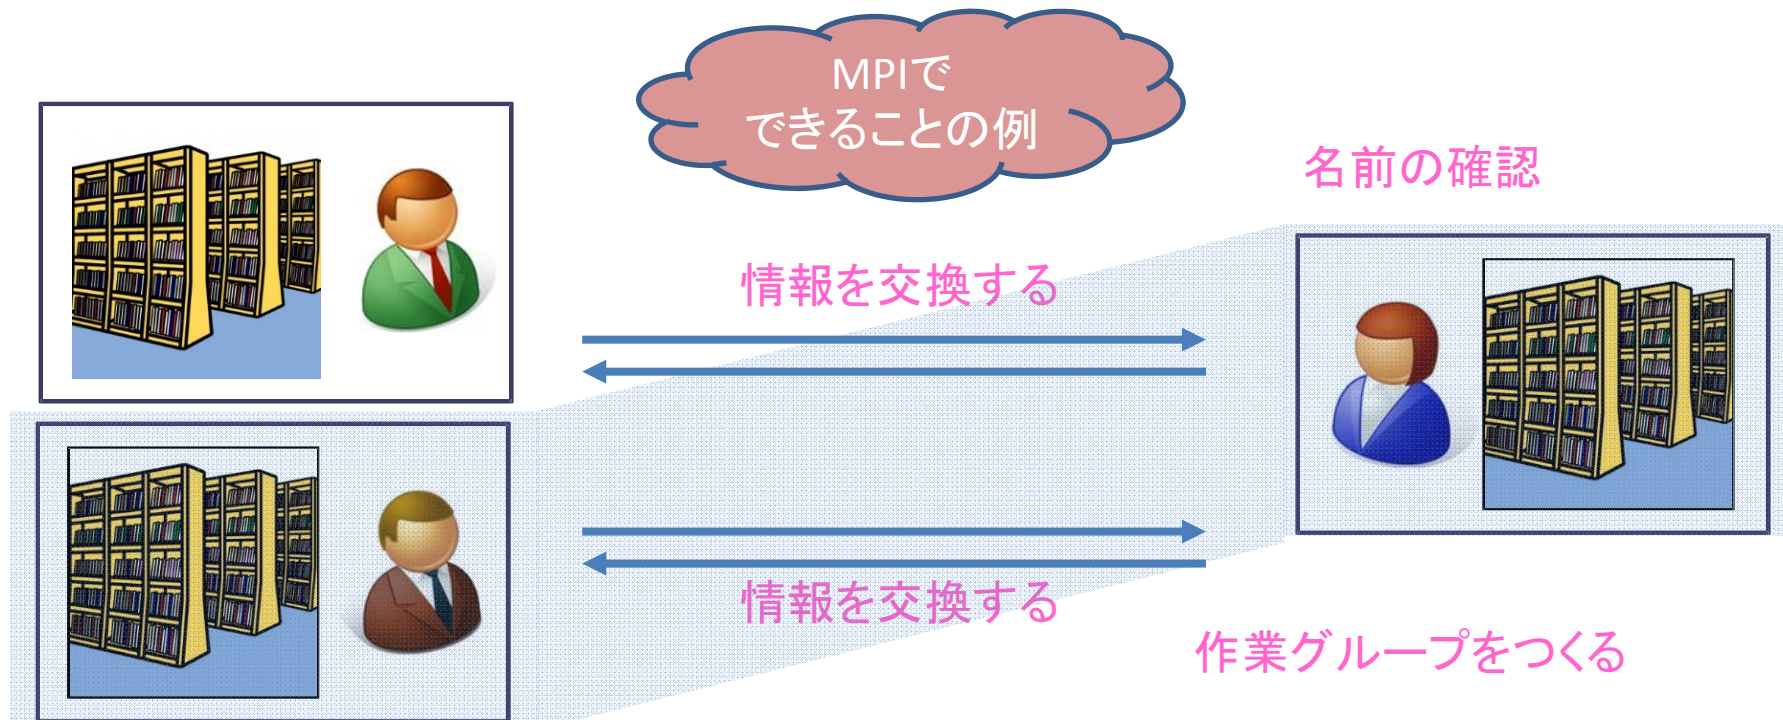 MPIで
できることの例
名前の確認
情報を交換する
情報を交換する
作業グループをつくる